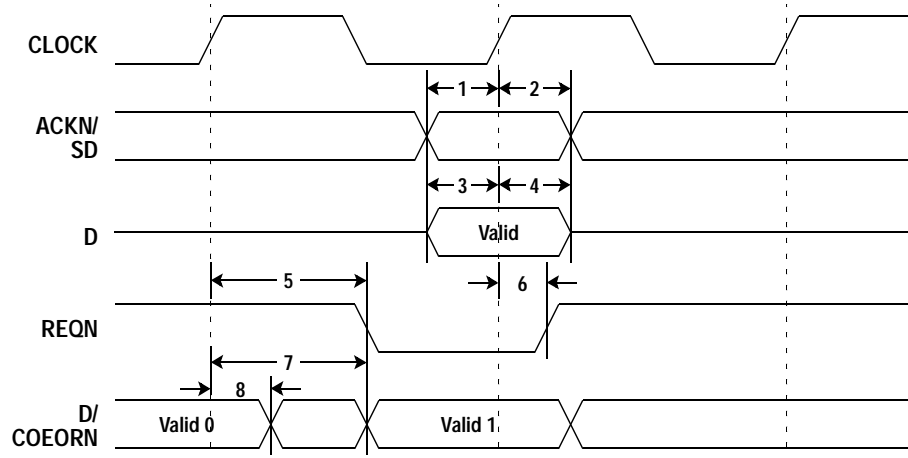 CLOCK
1 2
ACKN/
SD
3 4
D Valid
5 6
REQN
7
8
D/
COEORN
Valid 0 Valid 1